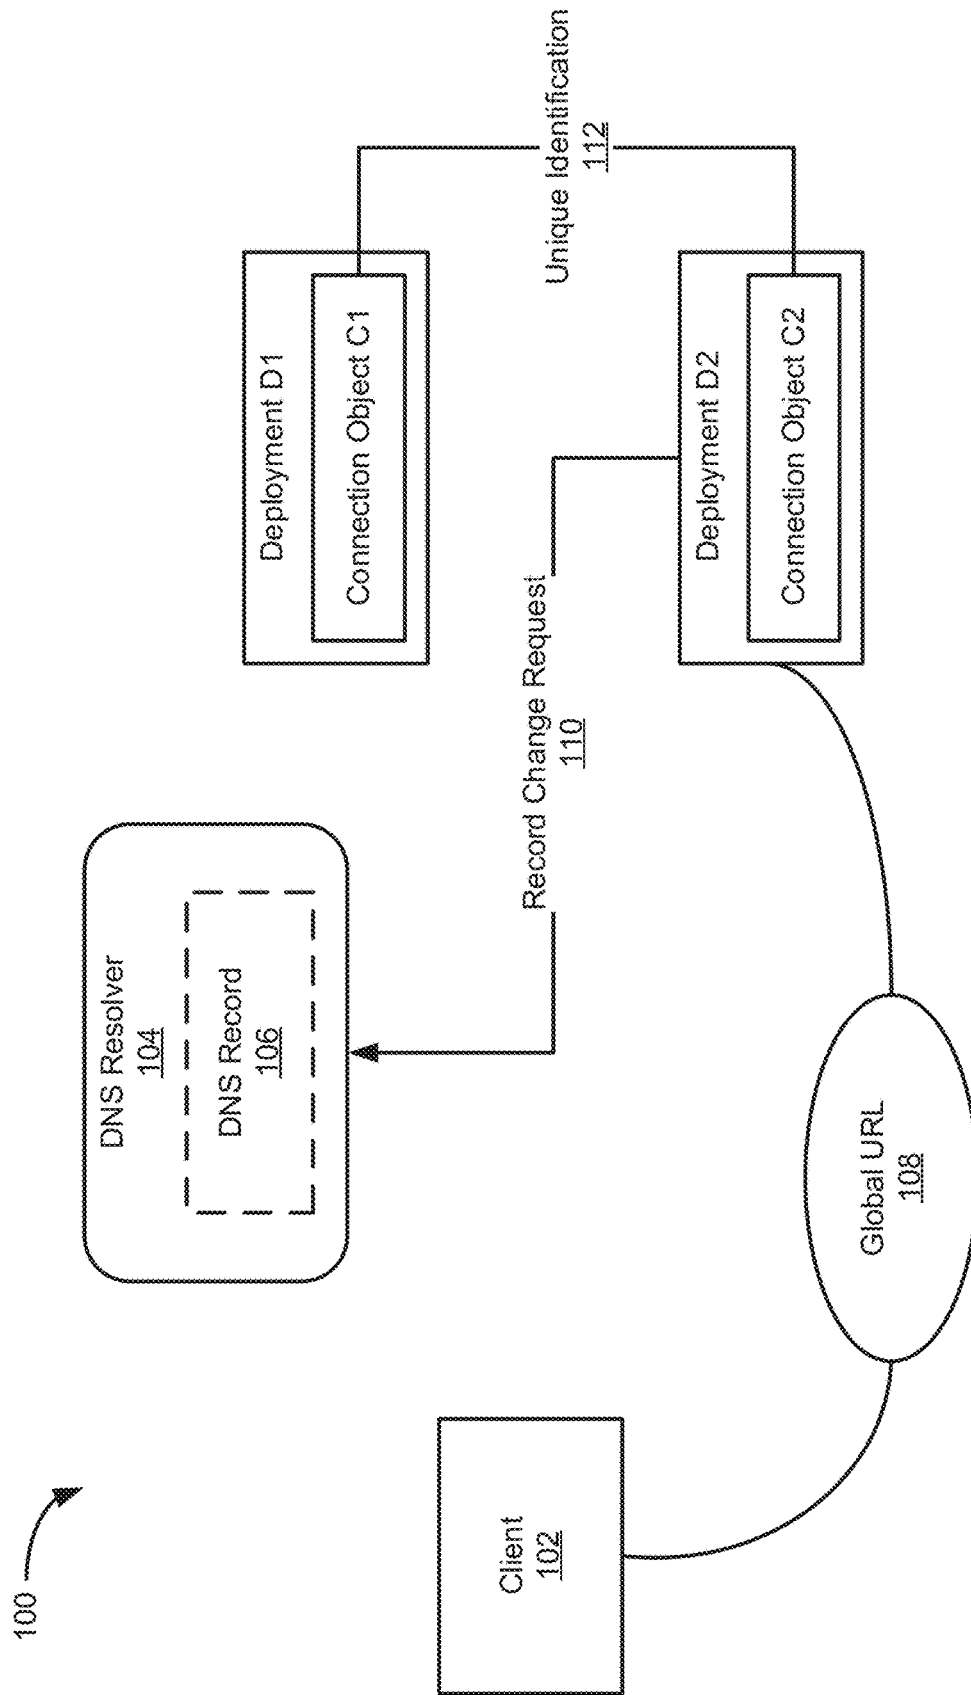 100
Client
102
DNS Resolver
104
DNS Record
106
Global URL
108
Record Change Request
110
Deployment D1
Connection Object C1
Deployment D2
Connection Object C2
Unique Identification
112